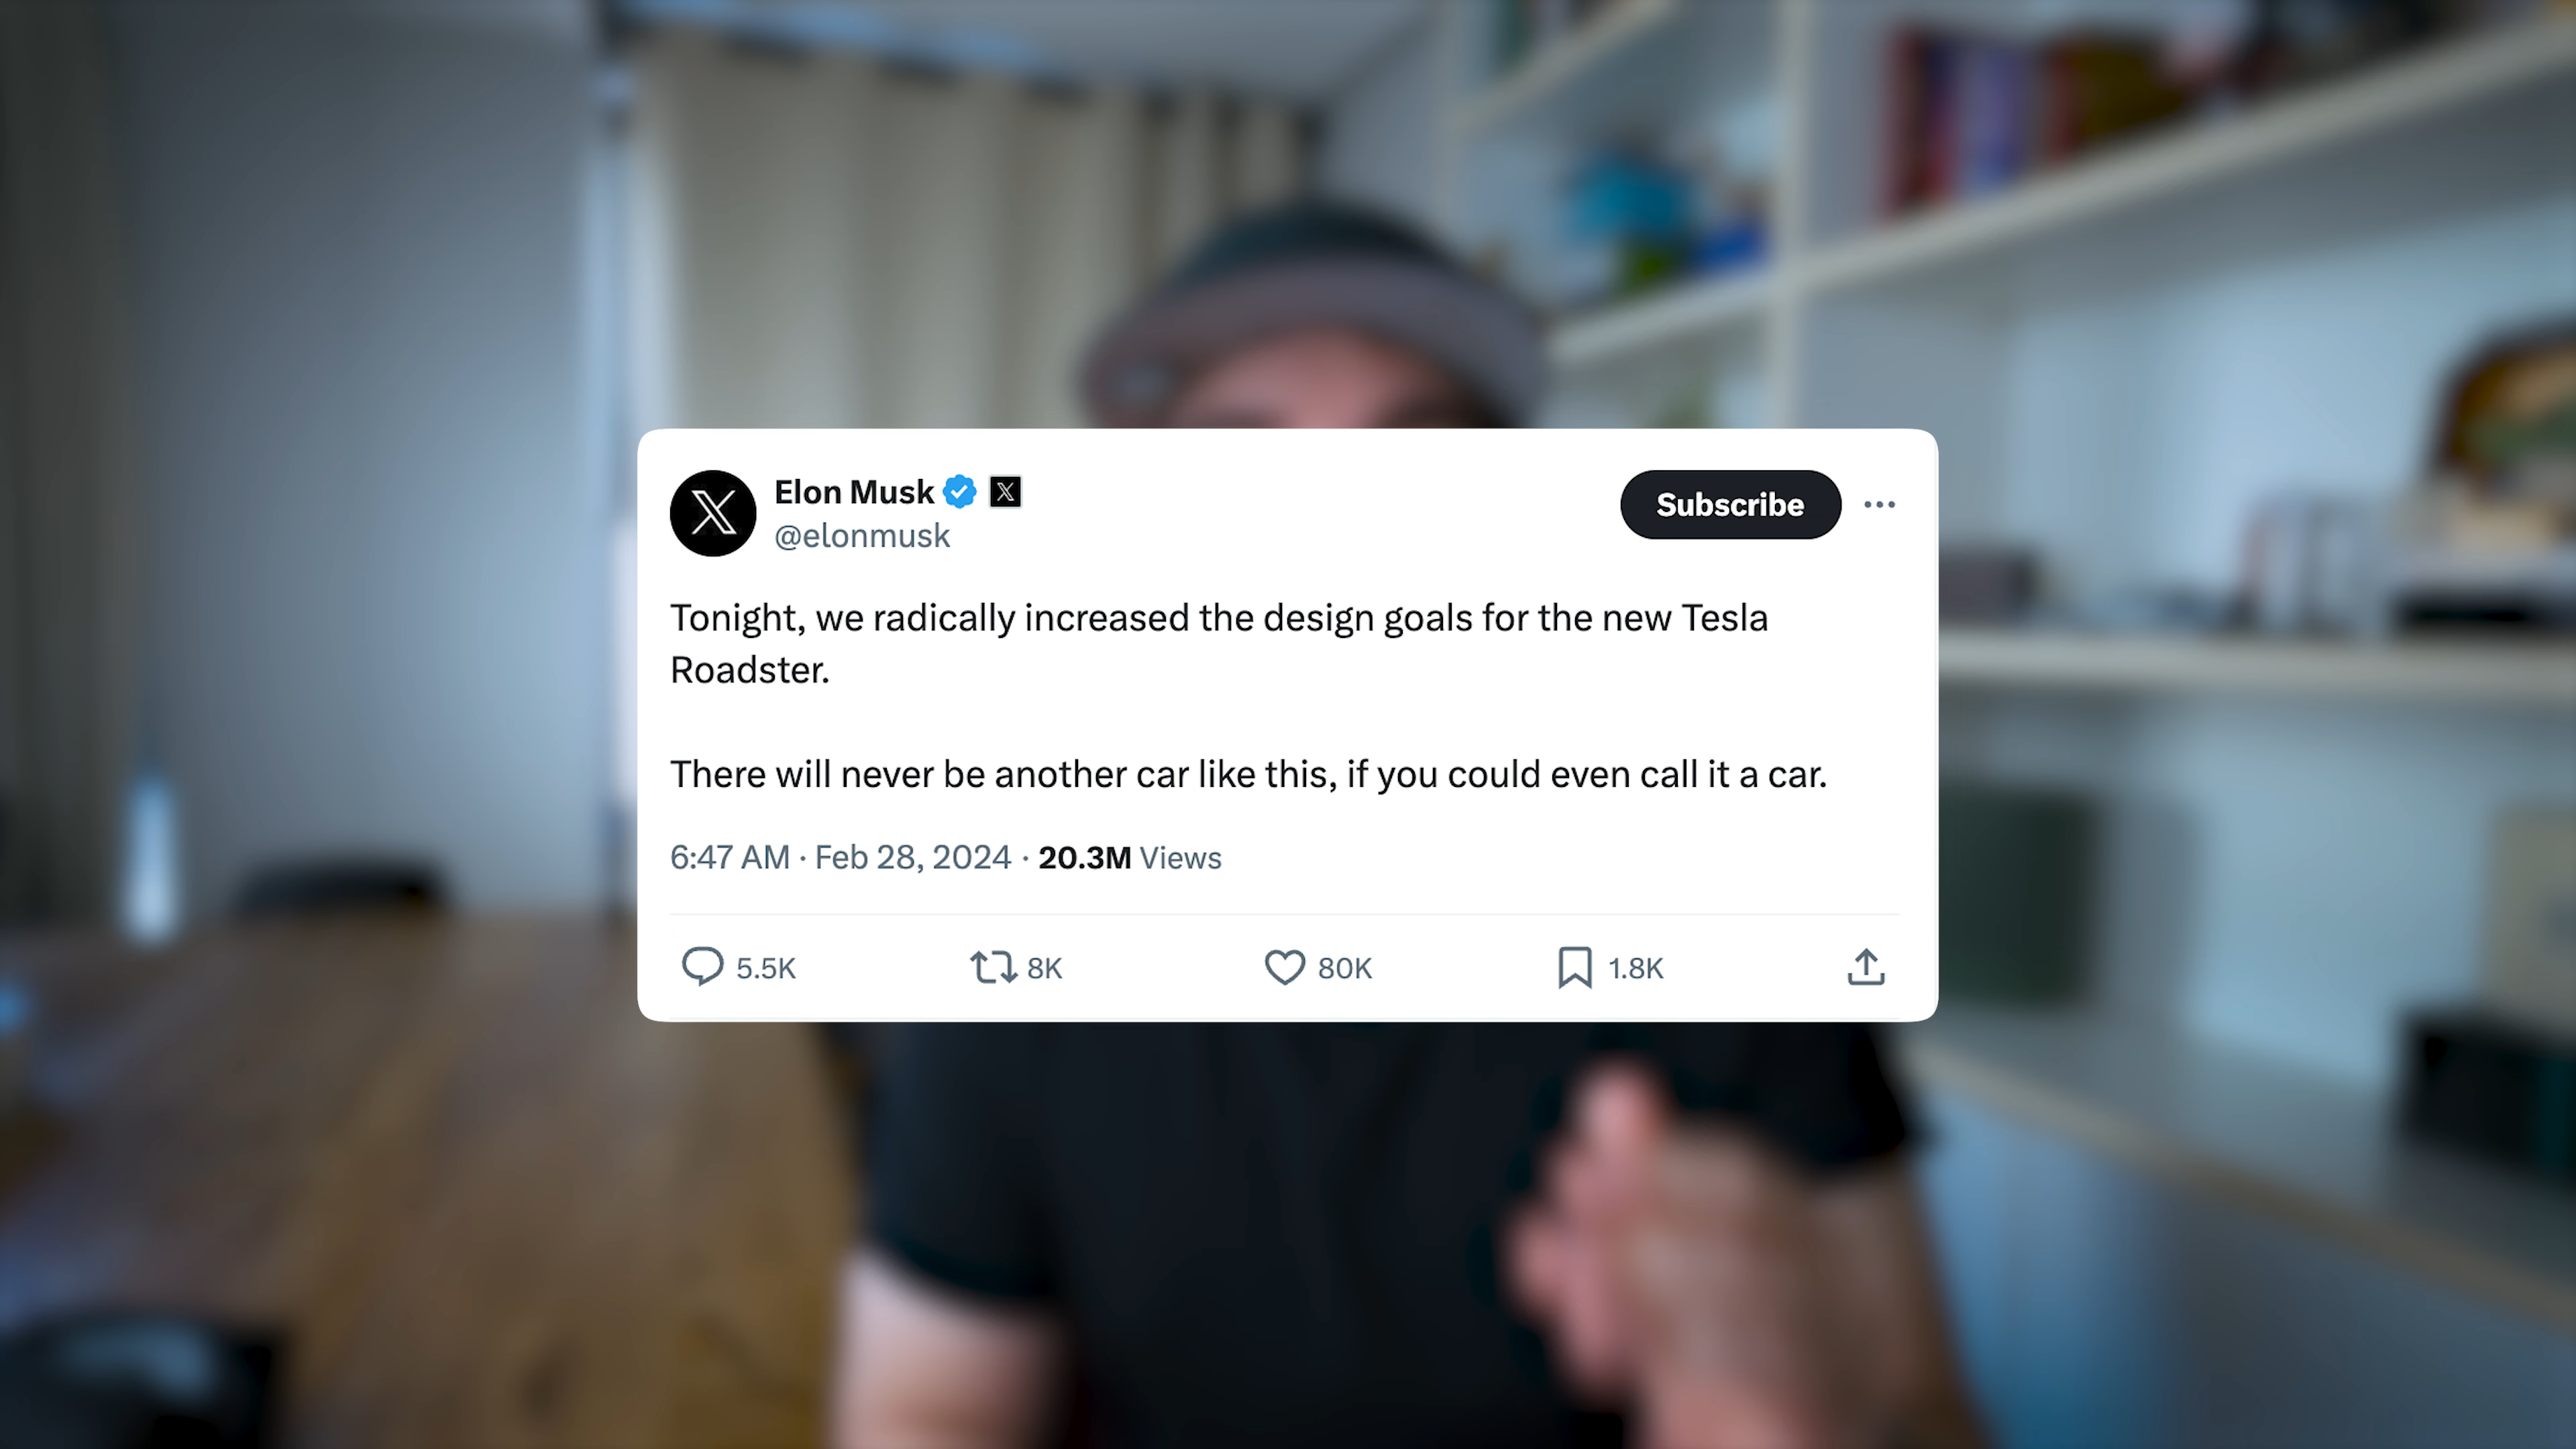 Elon Musk
@elonmusk
Subscribe
Tonight, we radically increased the design goals for the new Tesla
Roadster.
There will never be another car like this, if you could even call it a car.
6:47 AM · Feb 28, 2024 · 20.3M Views
5.5K 8K 80K 1.8K